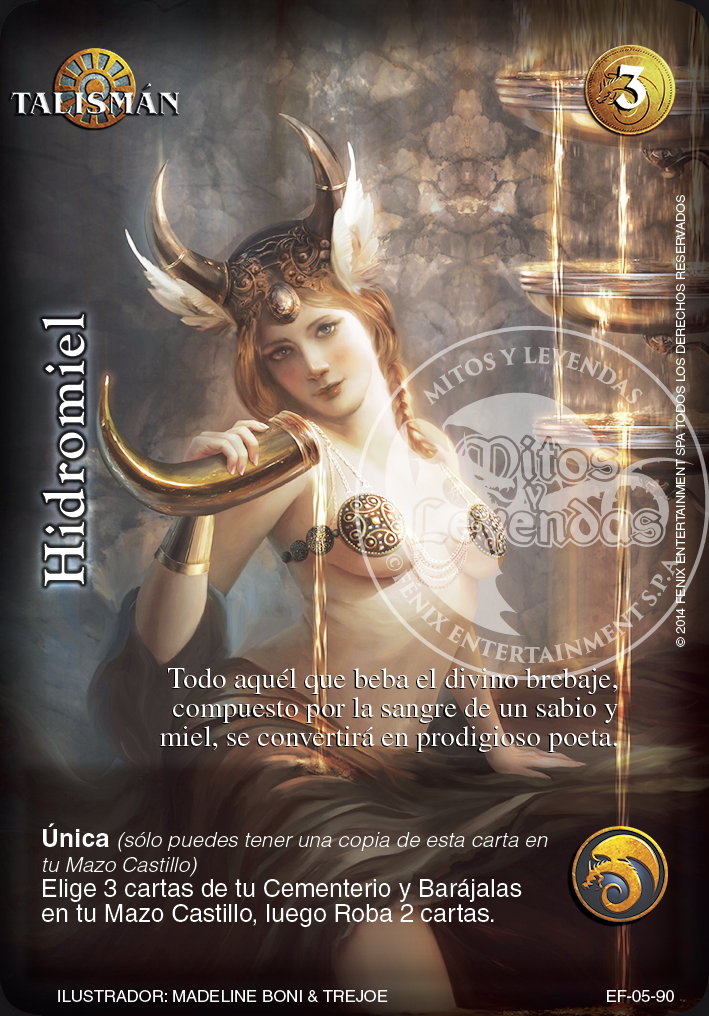 TALISMÁN
3
Hidromiel
MITOS Y LEYENDAS
Mitos
y
Leyendas
© FENIX ENTERTAINMENT S.P.A
© 2014 FENIX ENTERTAINMENT SPA TODOS LOS DERECHOS RESERVADOS
Todo aquél que beba el divino brebaje,
compuesto por la sangre de un sabio y
miel, se convertirá en prodigioso poeta.
Única (sólo puedes tener una copia de esta carta en
tu Mazo Castillo)
Elige 3 cartas de tu Cementerio y Barájalas
en tu Mazo Castillo, luego Roba 2 cartas.
ILUSTRADOR: MADELINE BONI & TREJOE
EF-05-90